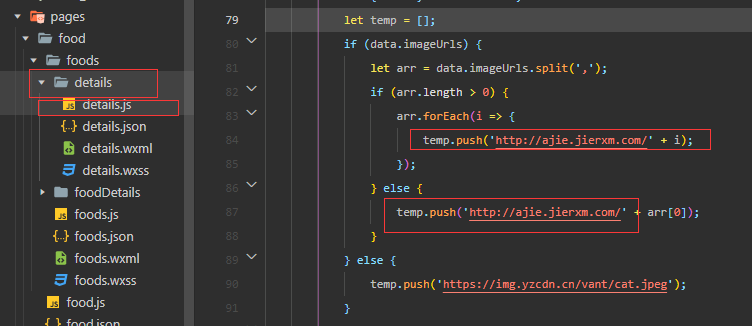 pages
food
foods
details
details.js
details.json
details.wxml
details.wxss
foodDetails
foods.js
foods.json
foods.wxml
foods.wxss
food.js
food.json
79 let temp = [];
80 if (data.imageUrls) {
81 let arr = data.imageUrls.split(',');
82 if (arr.length > 0) {
83 arr.forEach(i => {
84 temp.push('http://ajie.jierxm.com/' + i);
85 });
86 } else {
87 temp.push('http://ajie.jierxm.com/' + arr[0]);
88 }
89 } else {
90 temp.push('https://img.yzcdn.cn/vant/cat.jpeg');
91 }